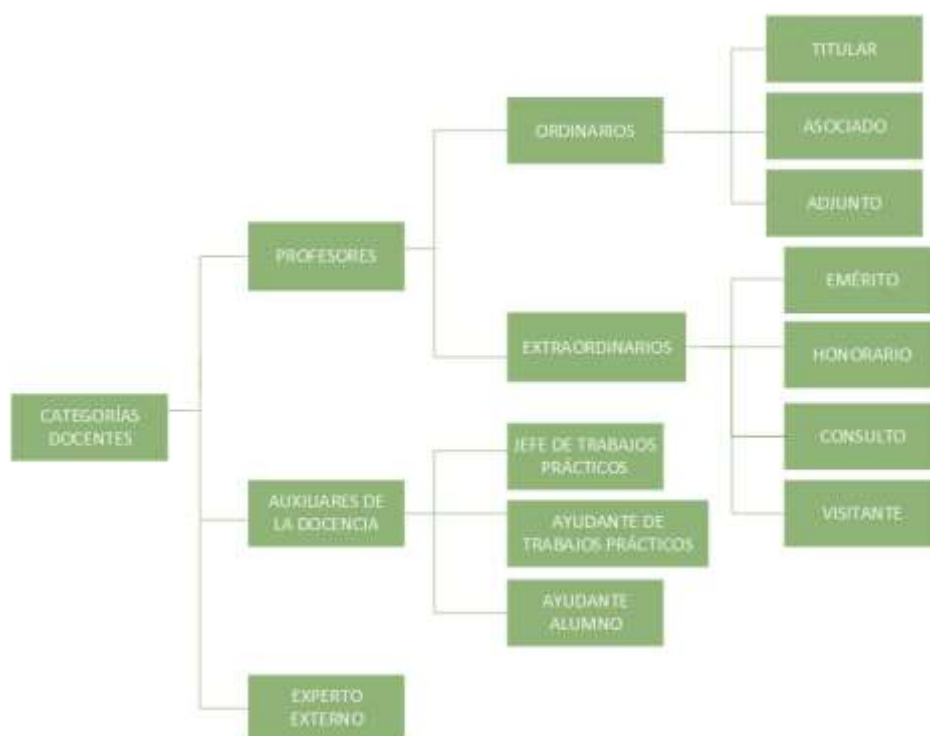 CATEGORÍAS
DOCENTES
PROFESORES
ORDINARIOS
TITULAR
ASOCIADO
ADJUNTO
EXTRAORDINARIOS
EMÉRITO
HONORARIO
CONSULTO
VISITANTE
AUXILIARES DE
LA DOCENCIA
JEFE DE TRABAJOS
PRÁCTICOS
AYUDANTE DE
TRABAJOS PRÁCTICOS
AYUDANTE
ALUMNO
EXPERTO
EXTERNO